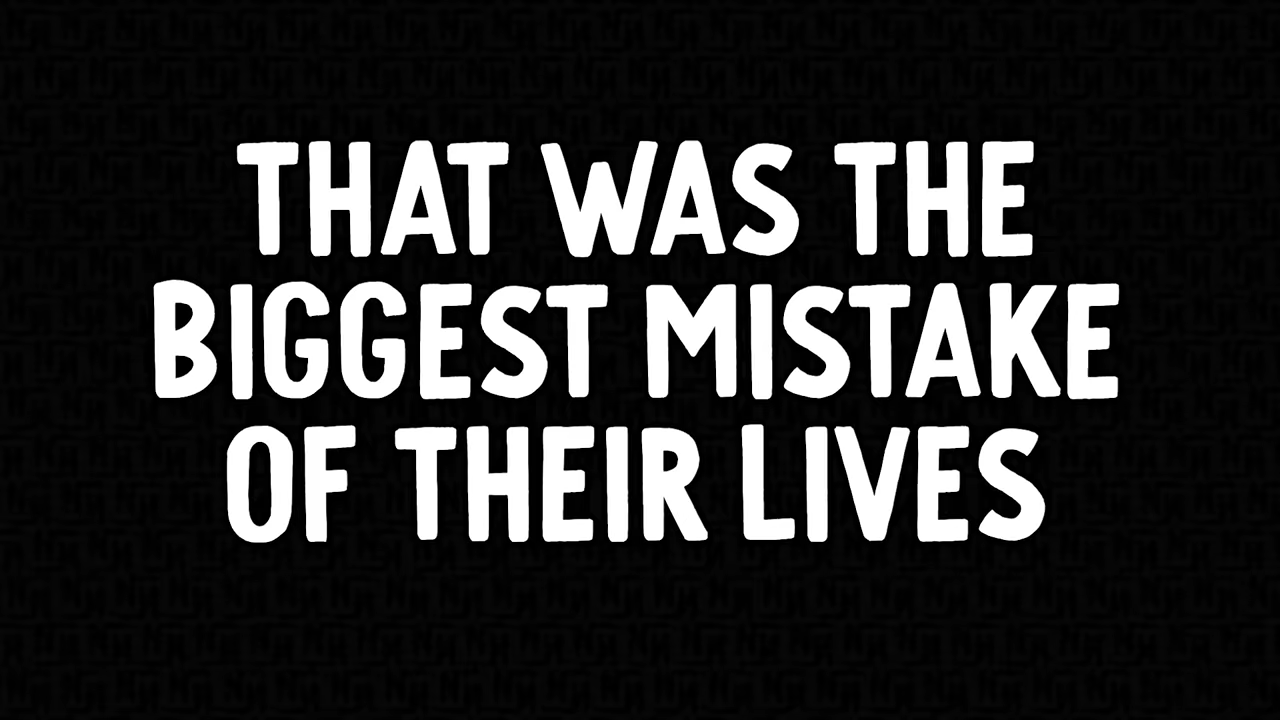 THAT WAS THE
BIGGEST MISTAKE
OF THEIR LIVES